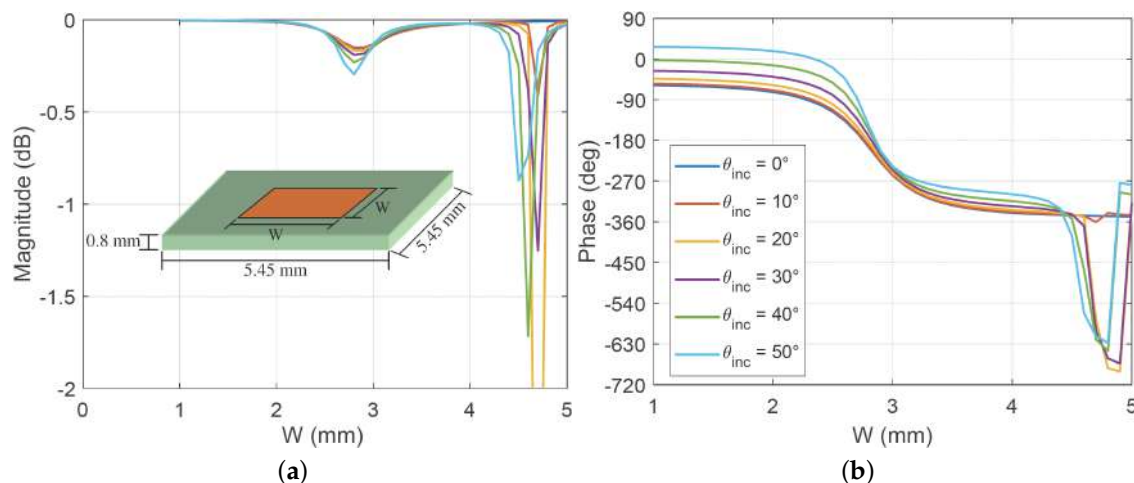 0
-0.5
-1
-1.5
-2
Magnitude (dB)
0.8 mm
5.45 mm
5.45 mm
W
W
0 1 2 3 4 5
W (mm)
(a)
90
0
-90
-180
-270
-360
-450
-540
-630
-720
Phase (deg)
θinc = 0°
θinc = 10°
θinc = 20°
θinc = 30°
θinc = 40°
θinc = 50°
1 2 3 4 5
W (mm)
(b)